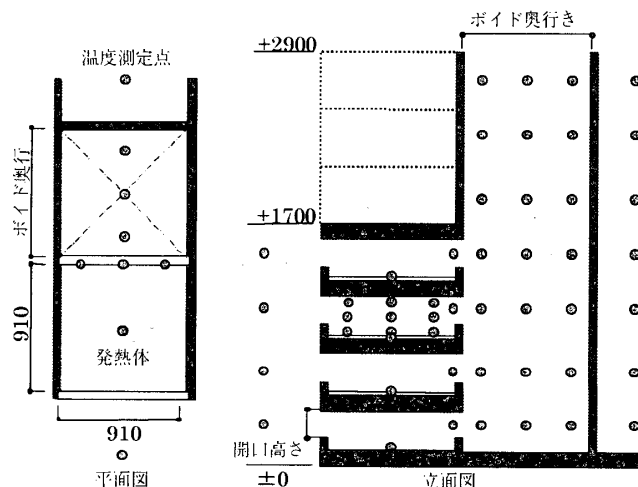 温度測定点
ボイド奥行
910
発熱体
910
平面図
ボイド奥行き
+2900
+1700
開口高さ
±0
立面図